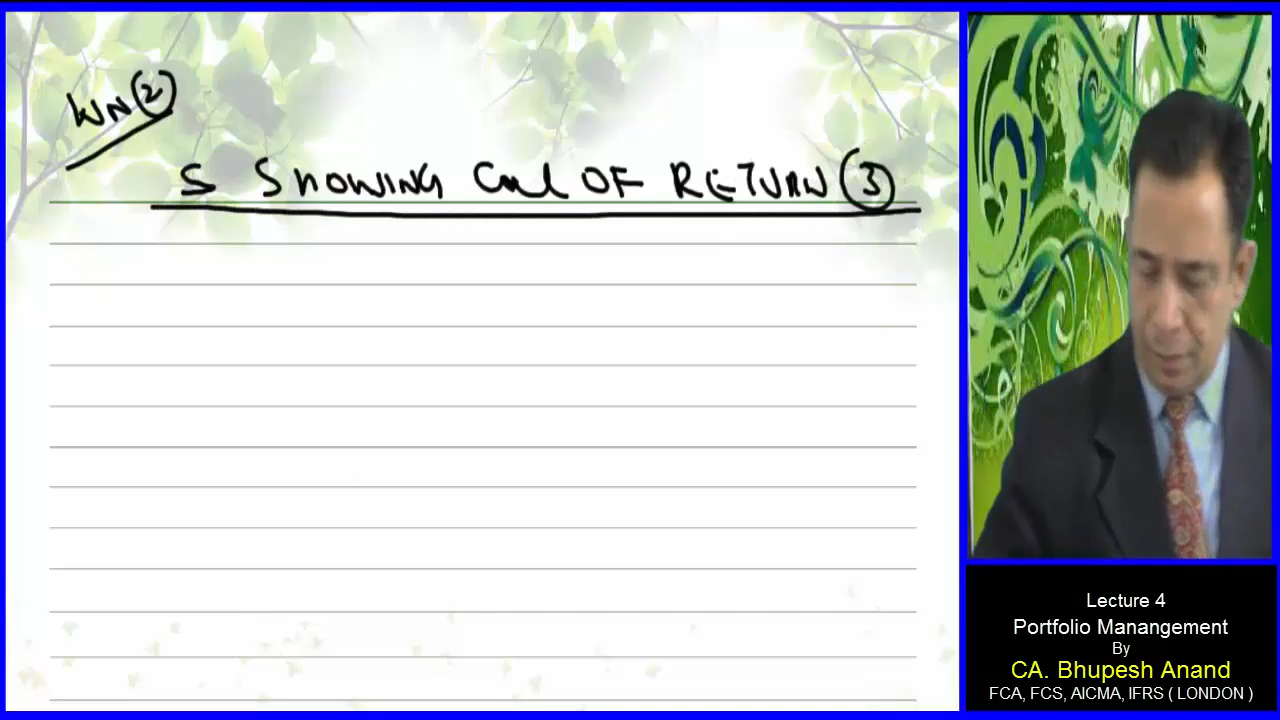 WN (2)
S SHOWING Cal OF RETURN (3)
Lecture 4
Portfolio Manangement
By
CA. Bhupesh Anand
FCA, FCS, AICMA, IFRS ( LONDON )